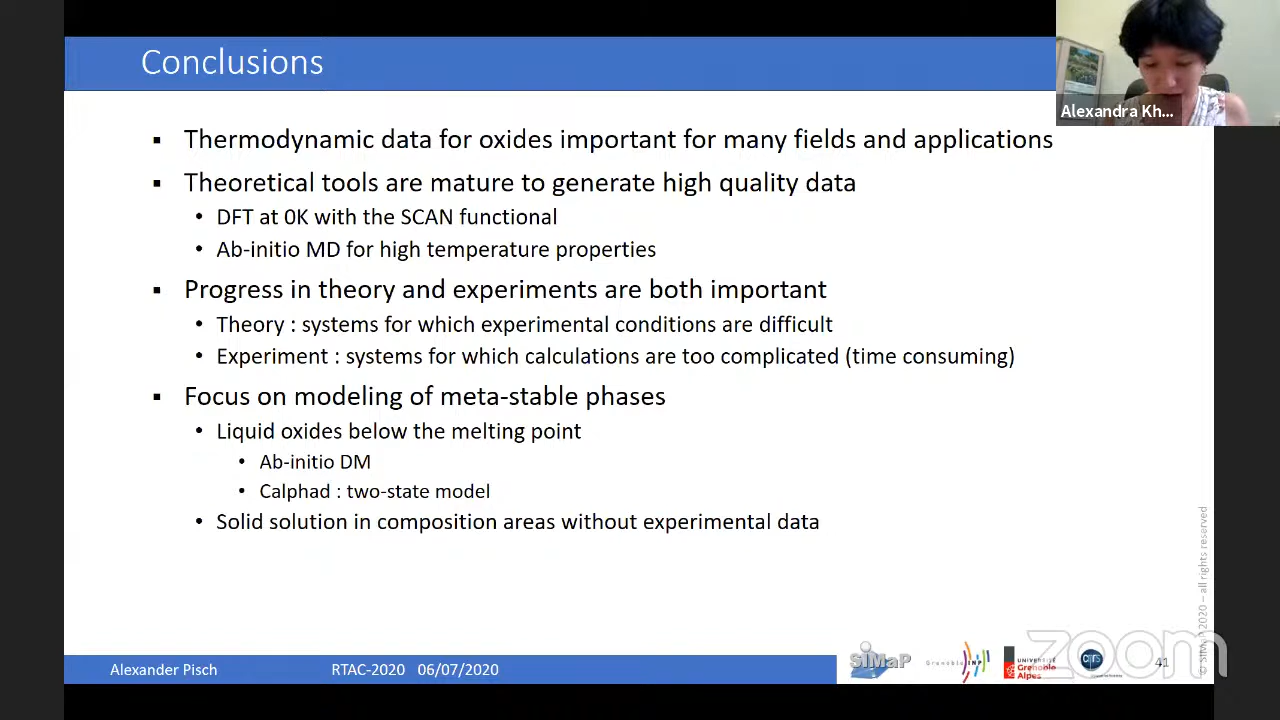 Conclusions
Alexandra Kh...
Thermodynamic data for oxides important for many fields and applications
Theoretical tools are mature to generate high quality data
DFT at 0K with the SCAN functional
Ab-initio MD for high temperature properties
Progress in theory and experiments are both important
Theory : systems for which experimental conditions are difficult
Experiment : systems for which calculations are too complicated (time consuming)
Focus on modeling of meta-stable phases
Liquid oxides below the melting point
Ab-initio DM
Calphad : two-state model
Solid solution in composition areas without experimental data
© SIMaP 2020 – all rights reserved
Alexander Pisch
RTAC-2020 06/07/2020
SIMaP
Grenoble INP
UNIVERSITÉ
Grenoble
Alpes
cnrs
zoom
41